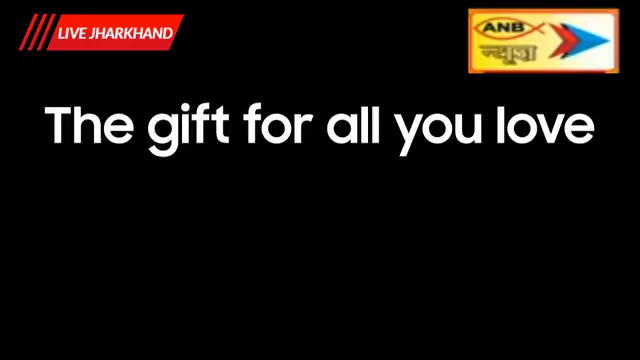 LIVE JHARKHAND
ANB
न्यूज़
The gift for all you love